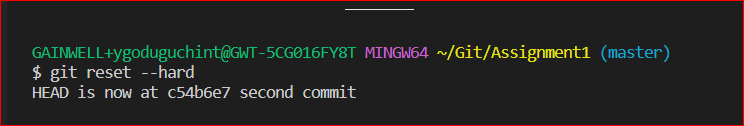 GAINWELL+ygoduguchint@GWT-5CG016FY8T MINGW64 ~/Git/Assignment1 (master)
$ git reset --hard
HEAD is now at c54b6e7 second commit